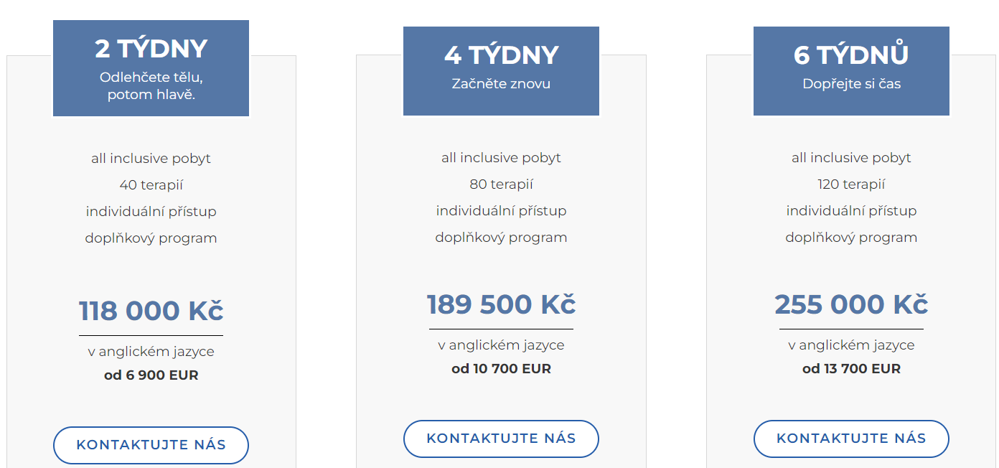 2 TÝDNY
Odlehčete tělu,
potom hlavě.
all inclusive pobyt
40 terapií
individuální přístup
doplňkový program
118 000 Kč
v anglickém jazyce
od 6 900 EUR
KONTAKTUJTE NÁS
4 TÝDNY
Začněte znovu
all inclusive pobyt
80 terapií
individuální přístup
doplňkový program
189 500 Kč
v anglickém jazyce
od 10 700 EUR
KONTAKTUJTE NÁS
6 TÝDNŮ
Dopřejte si čas
all inclusive pobyt
120 terapií
individuální přístup
doplňkový program
255 000 Kč
v anglickém jazyce
od 13 700 EUR
KONTAKTUJTE NÁS